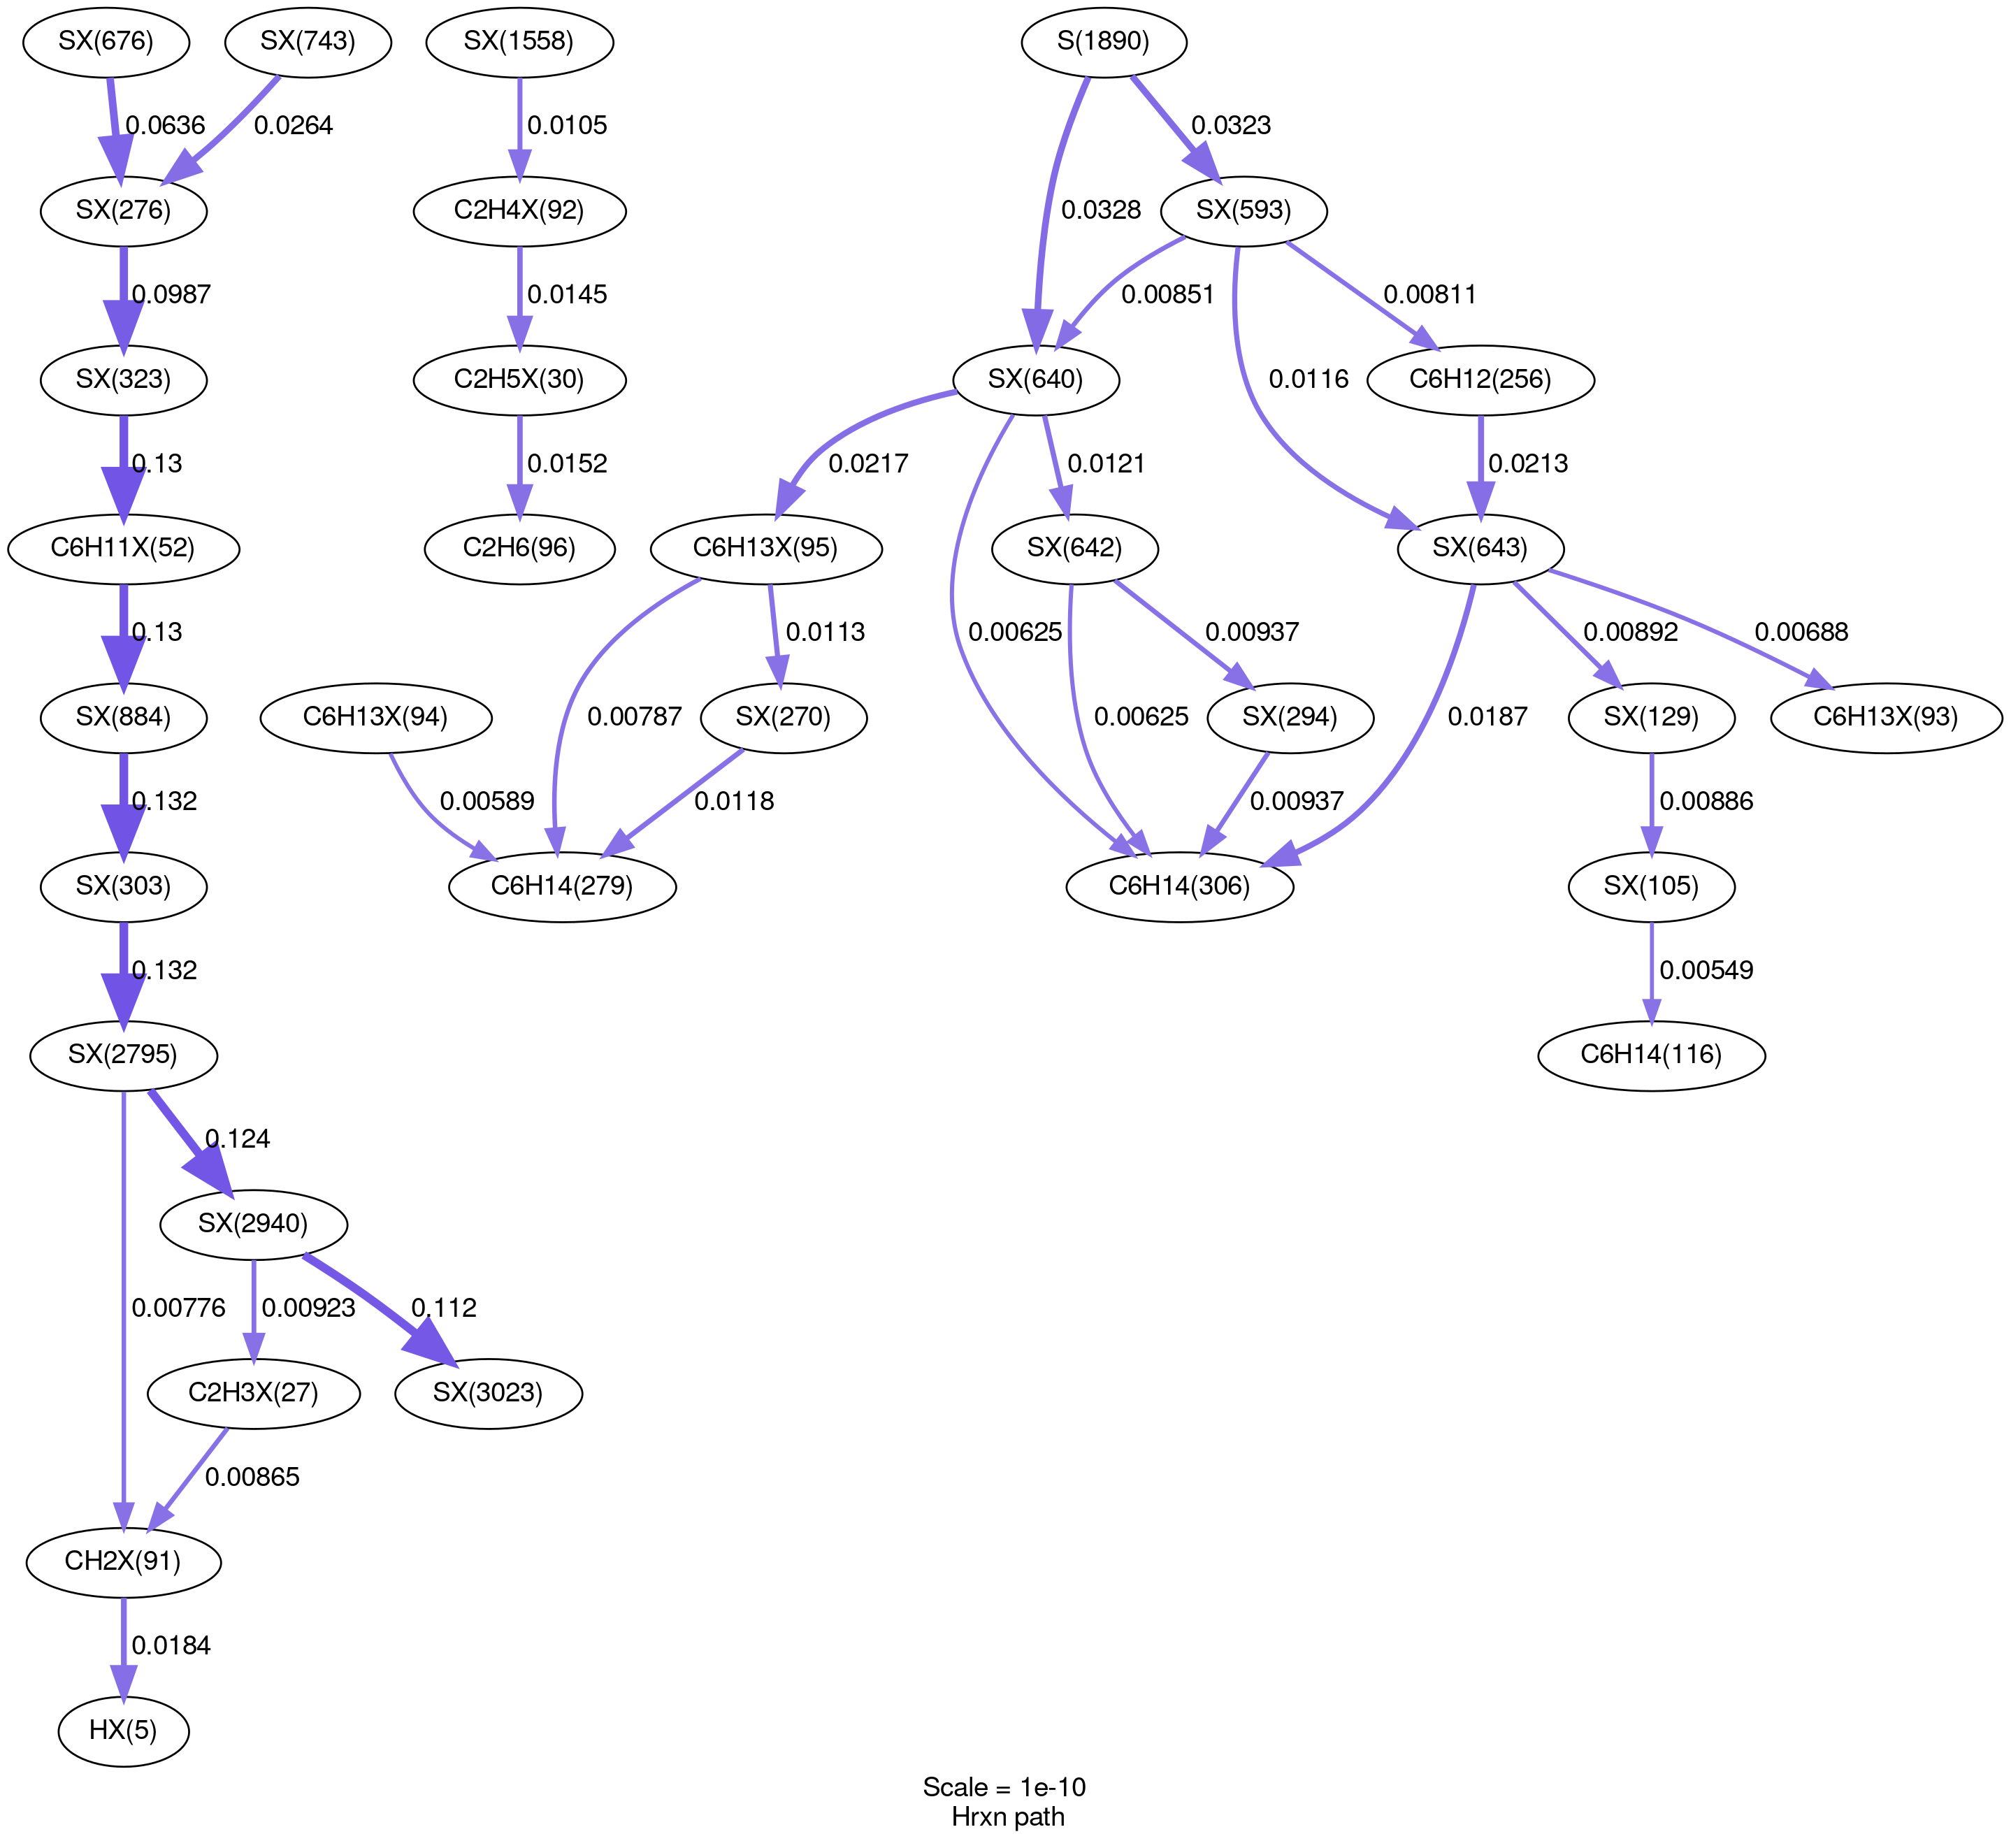 SX(676)
SX(743)
SX(1558)
S(1890)
0.0636
0.0264
0.0105
0.0323
SX(276)
C2H4X(92)
0.0328
SX(593)
0.0987
0.0145
0.00851
0.00811
SX(323)
C2H5X(30)
SX(640)
0.0116
C6H12(256)
0.13
0.0152
0.0217
0.0121
0.0213
C6H11X(52)
C2H6(96)
C6H13X(95)
SX(642)
SX(643)
0.13
0.0113
0.00625
0.00937
0.00892
0.00688
SX(884)
C6H13X(94)
0.00787
SX(270)
0.00625
SX(294)
0.0187
SX(129)
C6H13X(93)
0.132
0.00589
0.0118
0.00937
0.00886
SX(303)
C6H14(279)
C6H14(306)
SX(105)
0.132
0.00549
SX(2795)
C6H14(116)
0.124
SX(2940)
0.00776
0.00923
0.112
C2H3X(27)
SX(3023)
0.00865
CH2X(91)
0.0184
HX(5)
Scale = 1e-10
Hrxn path